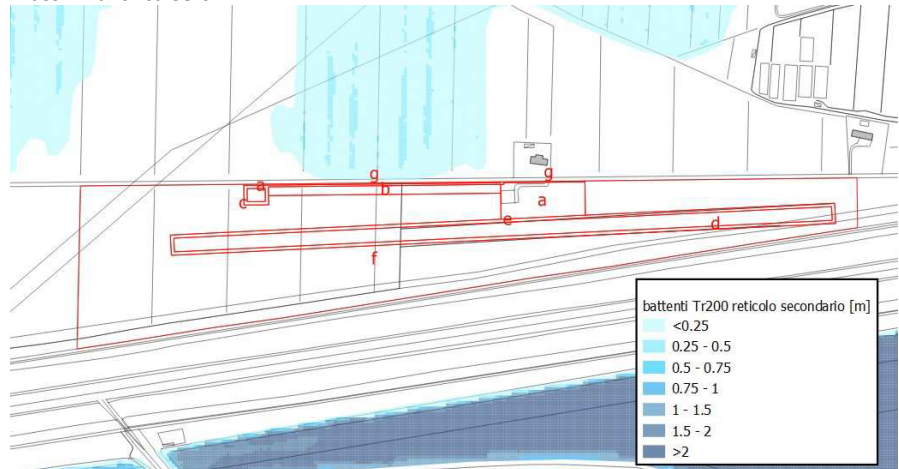 g
g
a
b
a
c
e
d
f
battenti Tr200 reticolo secondario [m]
<0.25
0.25 - 0.5
0.5 - 0.75
0.75 - 1
1 - 1.5
1.5 - 2
>2